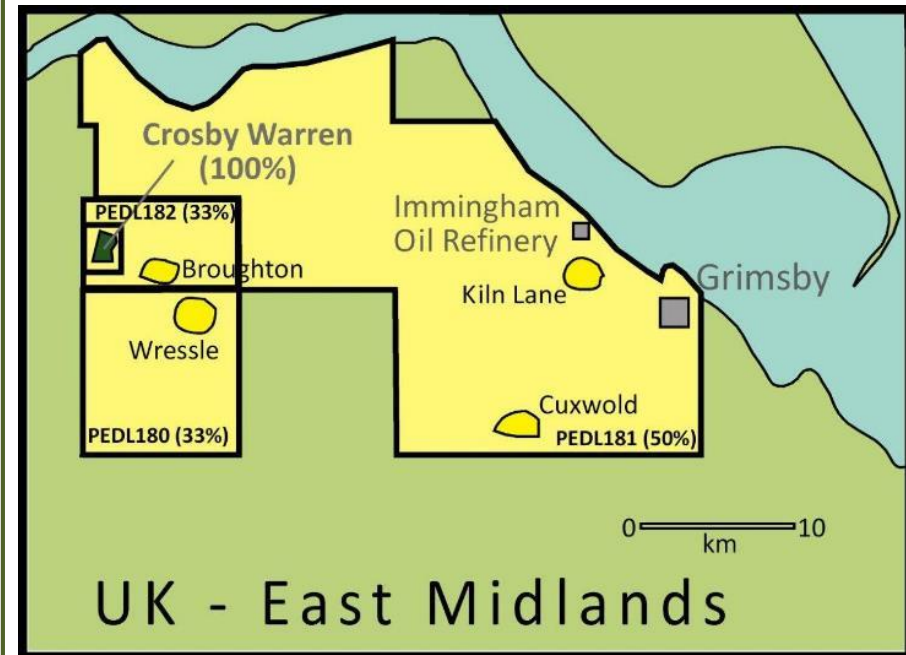 Crosby Warren
(100%)
PEDL182 (33%)
Immingham
Oil Refinery
Broughton
Grimsby
Kiln Lane
Wressle
Cuxwold
PEDL180 (33%)
PEDL181 (50%)
0 10
km
UK - East Midlands